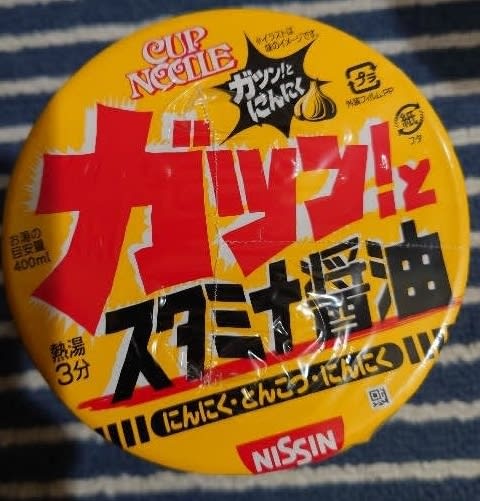 CUP
NOODLE
※イラストは
味のイメージです。
ガツン!と
にんにく
プラ
外装フィルム:PP
紙
フタ
ガツン!と
お湯の
目安量
400ml
スタミナ醤油
熱湯
3分
にんにく・とんこつ・にんにく
NISSIN